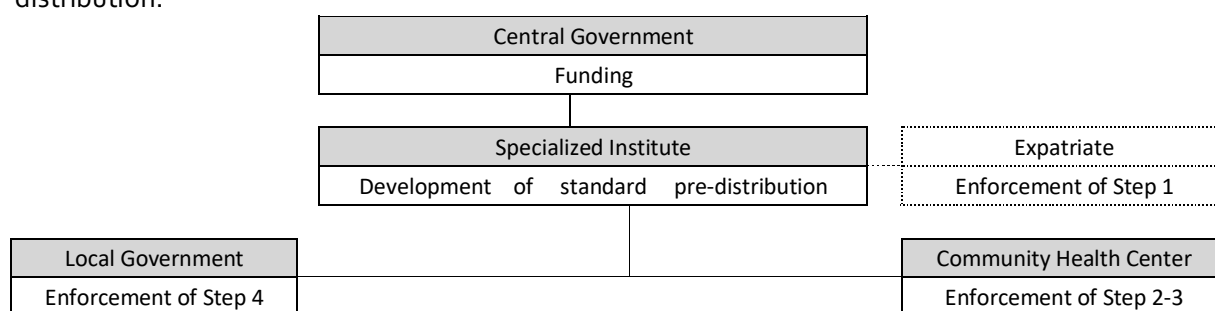 distribution.
Central Government
Funding
Specialized Institute
Expatriate
Development of standard pre-distribution
Enforcement of Step 1
Local Government
Community Health Center
Enforcement of Step 4
Enforcement of Step 2-3